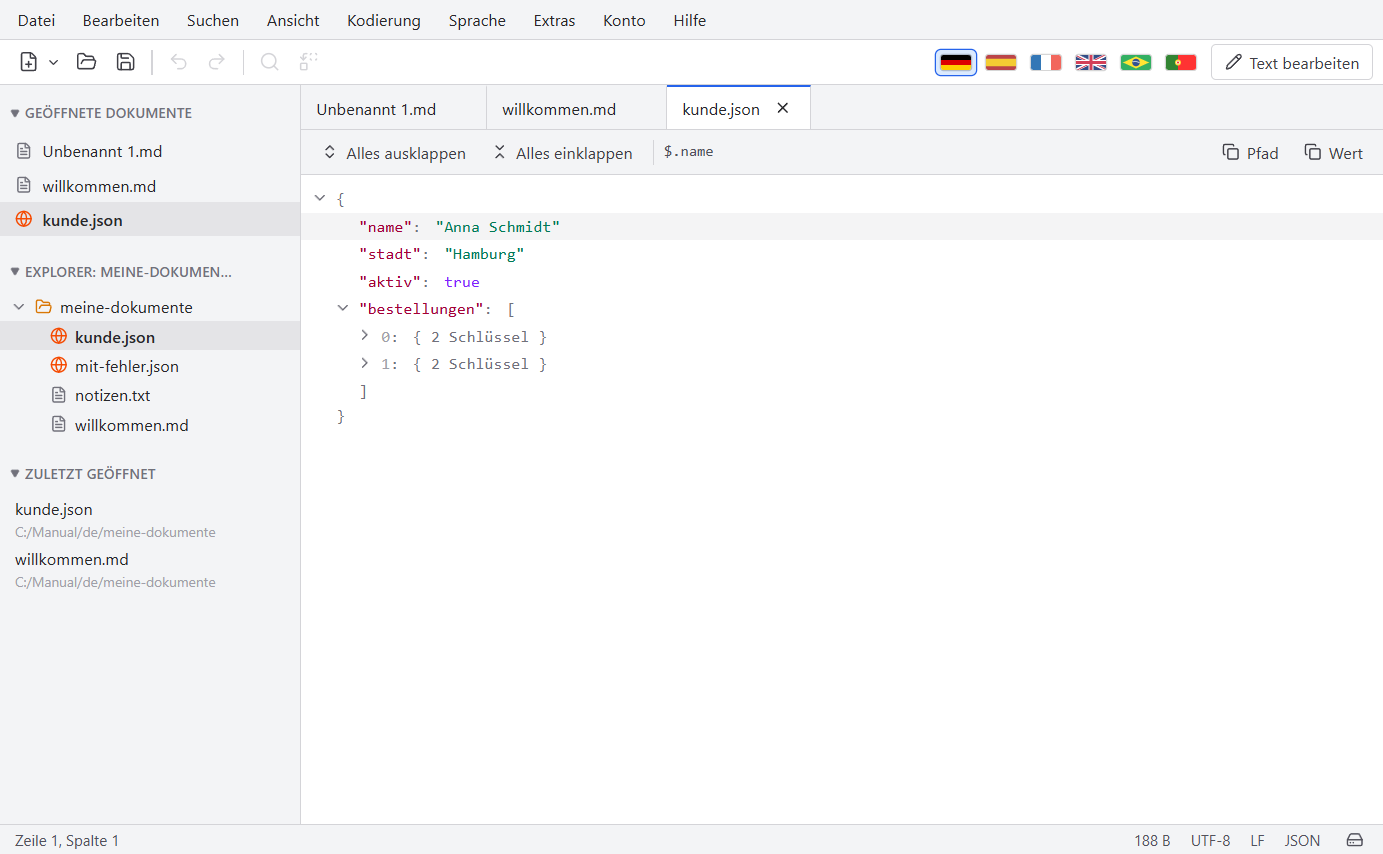 Datei Bearbeiten Suchen Ansicht Kodierung Sprache Extras Konto Hilfe
Text bearbeiten
GEÖFFNETE DOKUMENTE
Unbenannt 1.md
willkommen.md
kunde.json
EXPLORER: MEINE-DOKUMEN...
meine-dokumente
kunde.json
mit-fehler.json
notizen.txt
willkommen.md
ZULETZT GEÖFFNET
kunde.json
C:/Manual/de/meine-dokumente
willkommen.md
C:/Manual/de/meine-dokumente
Unbenannt 1.md willkommen.md kunde.json
Alles ausklappen Alles einklappen $.name Pfad Wert
{
"name": "Anna Schmidt"
"stadt": "Hamburg"
"aktiv": true
"bestellungen": [
0: { 2 Schlüssel }
1: { 2 Schlüssel }
]
}
Zeile 1, Spalte 1 188 B UTF-8 LF JSON